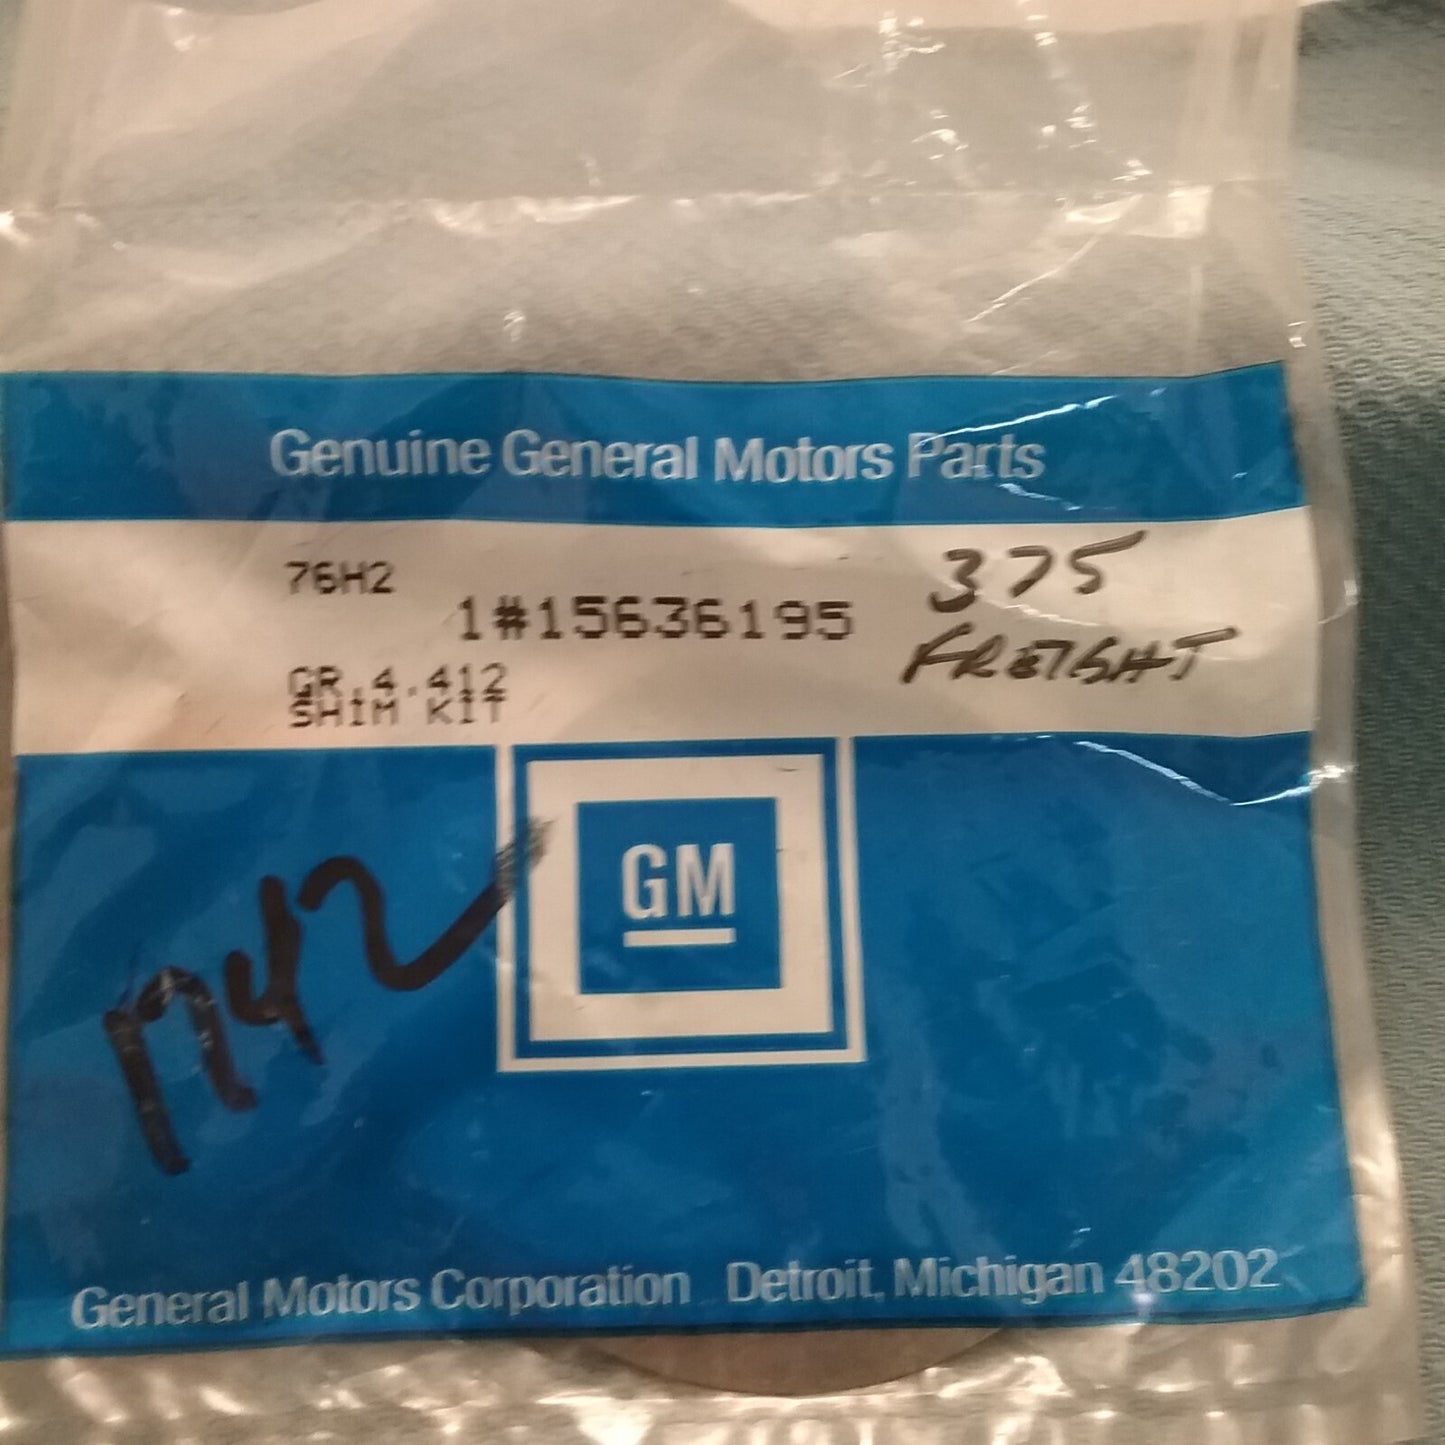 Genuine General Motors Parts
76H2
1#15636195
375
FREIGHT
GR.4.412
SHIM KIT
GM
1742
General Motors Corporation Detroit, Michigan 48202